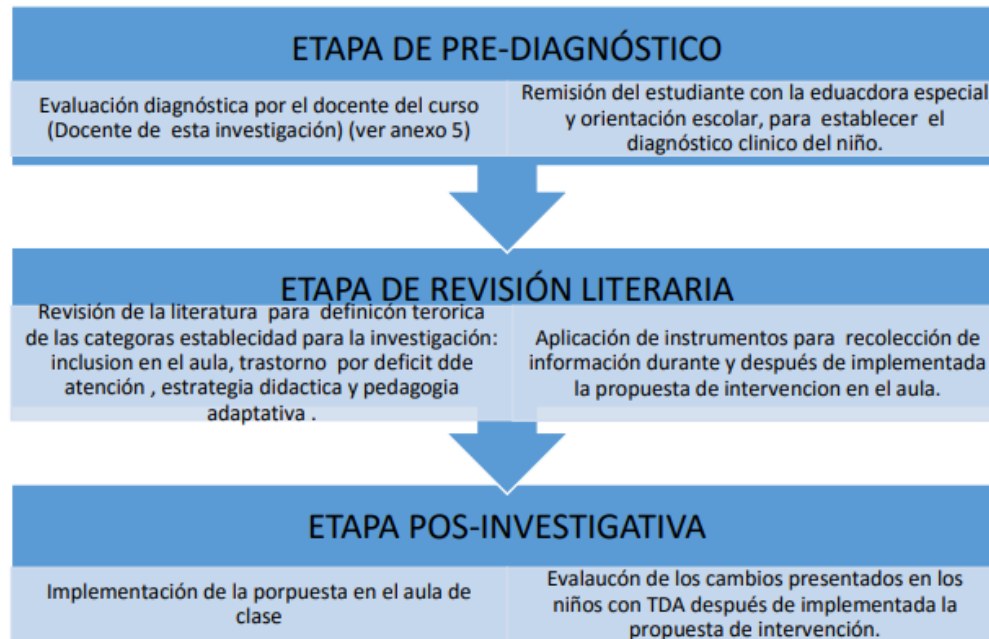 ETAPA DE PRE-DIAGNÓSTICO
Evaluación diagnóstica por el docente del curso
(Docente de esta investigación) (ver anexo 5)
Remisión del estudiante con la eduacdora especial
y orientación escolar, para establecer el
diagnóstico clinico del niño.
ETAPA DE REVISIÓN LITERARIA
Revisión de la literatura para definicón terorica
de las categoras establecidad para la investigación:
inclusion en el aula, trastorno por deficit dde
atención , estrategia didactica y pedagogia
adaptativa .
Aplicación de instrumentos para recolección de
información durante y después de implementada
la propuesta de intervencion en el aula.
ETAPA POS-INVESTIGATIVA
Implementación de la porpuesta en el aula de
clase
Evalaucón de los cambios presentados en los
niños con TDA después de implementada la
propuesta de intervención.